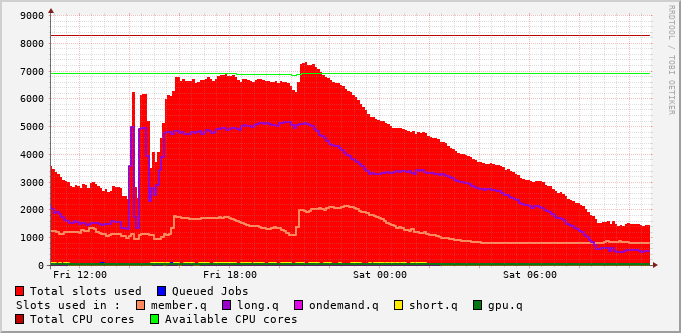 9000
8000
7000
6000
5000
4000
3000
2000
1000
0
Fri 12:00 Fri 18:00 Sat 00:00 Sat 06:00
Total slots used Queued Jobs
Slots used in : member.q long.q ondemand.q short.q gpu.q
Total CPU cores Available CPU cores
RRDTOOL / TOBI OETIKER